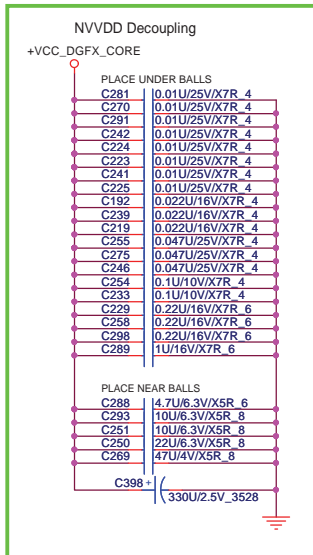 NVVDD Decoupling
+VCC_DGFX_CORE
PLACE UNDER BALLS
C281 0.01U/25V/X7R_4
C270 0.01U/25V/X7R_4
C291 0.01U/25V/X7R_4
C242 0.01U/25V/X7R_4
C224 0.01U/25V/X7R_4
C223 0.01U/25V/X7R_4
C241 0.01U/25V/X7R_4
C225 0.01U/25V/X7R_4
C192 0.022U/16V/X7R_4
C239 0.022U/16V/X7R_4
C219 0.022U/16V/X7R_4
C255 0.047U/25V/X7R_4
C275 0.047U/25V/X7R_4
C246 0.047U/25V/X7R_4
C254 0.1U/10V/X7R_4
C233 0.1U/10V/X7R_4
C229 0.22U/16V/X7R_6
C258 0.22U/16V/X7R_6
C298 0.22U/16V/X7R_6
C289 1U/16V/X7R_6
PLACE NEAR BALLS
C288 4.7U/6.3V/X5R_6
C293 10U/6.3V/X5R_8
C251 10U/6.3V/X5R_8
C250 22U/6.3V/X5R_8
C269 47U/4V/X5R_8
C398 +
330U/2.5V_3528